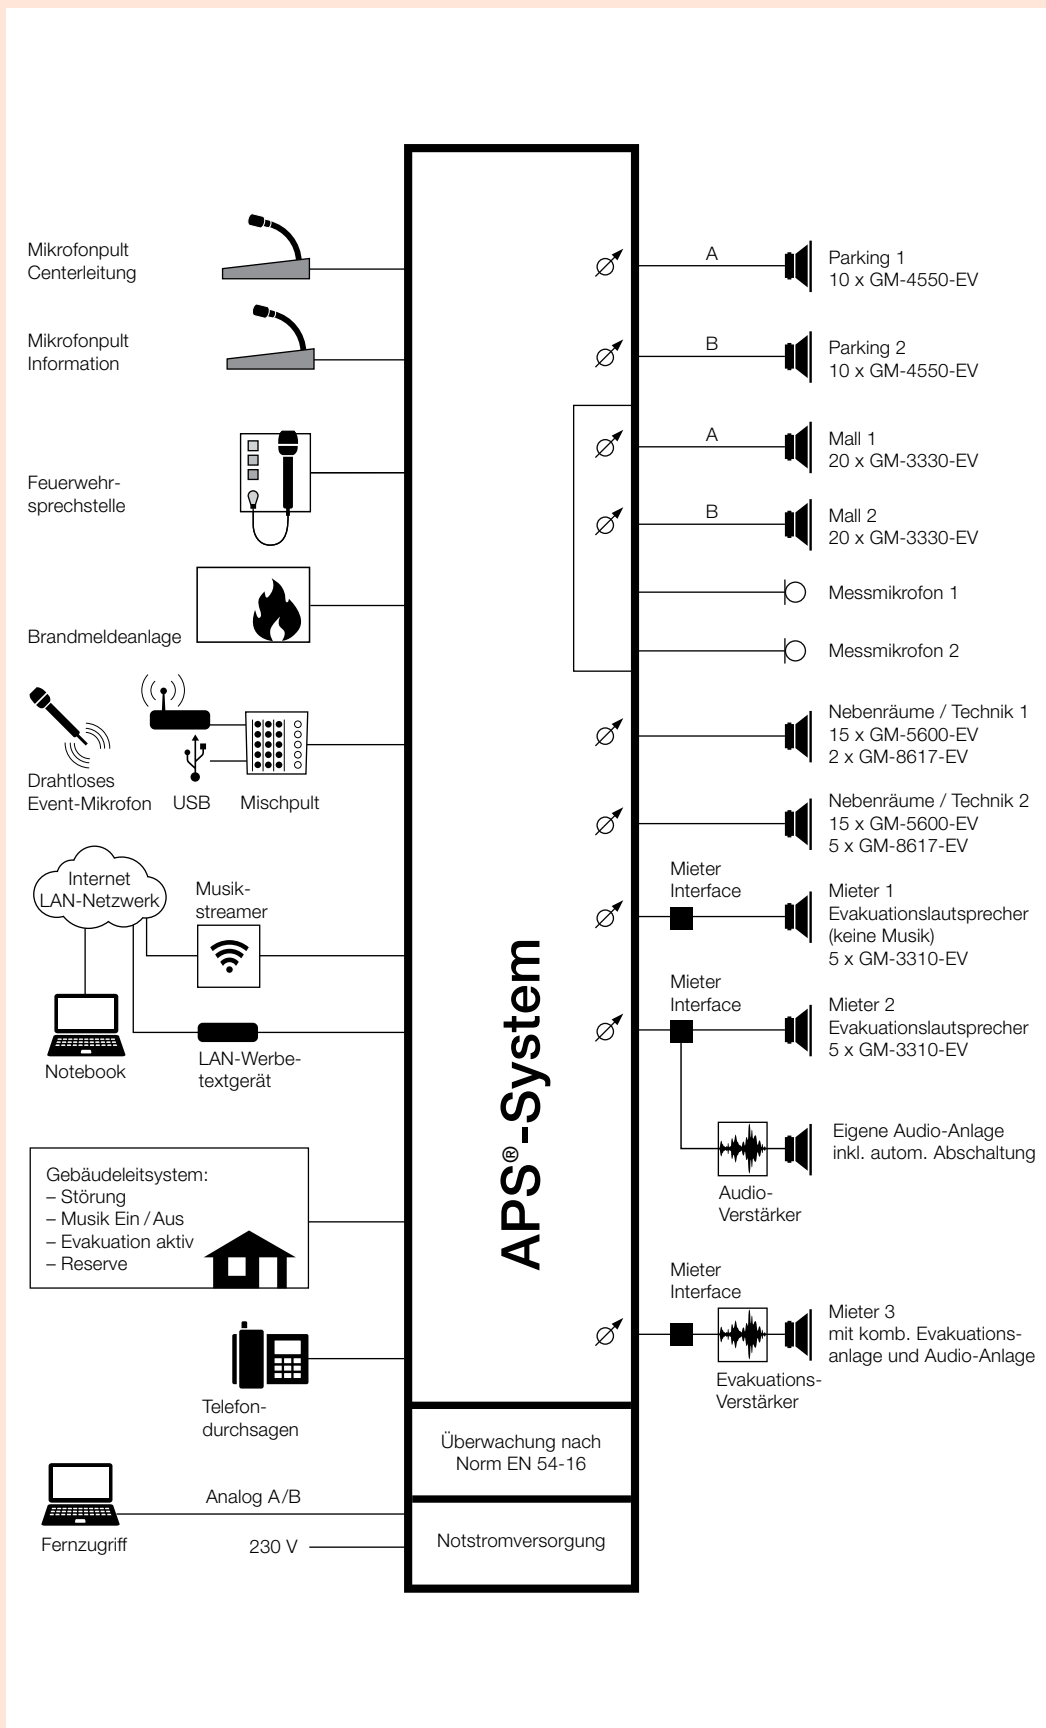 Mikrofonpult
Centerleitung
Mikrofonpult
Information
Feuerwehr-
sprechstelle
Brandmeldeanlage
Drahtloses
Event-Mikrofon
USB
Mischpult
Internet
LAN-Netzwerk
Musik-
streamer
Notebook
LAN-Werbe-
textgerät
Gebäudeleitsystem:
– Störung
– Musik Ein / Aus
– Evakuation aktiv
– Reserve
Telefon-
durchsagen
Analog A/B
Fernzugriff
230 V
APS®-System
Überwachung nach
Norm EN 54-16
Notstromversorgung
A
Parking 1
10 x GM-4550-EV
B
Parking 2
10 x GM-4550-EV
A
Mall 1
20 x GM-3330-EV
B
Mall 2
20 x GM-3330-EV
Messmikrofon 1
Messmikrofon 2
Nebenräume / Technik 1
15 x GM-5600-EV
2 x GM-8617-EV
Nebenräume / Technik 2
15 x GM-5600-EV
5 x GM-8617-EV
Mieter
Interface
Mieter 1
Evakuationslautsprecher
(keine Musik)
5 x GM-3310-EV
Mieter
Interface
Mieter 2
Evakuationslautsprecher
5 x GM-3310-EV
Eigene Audio-Anlage
inkl. autom. Abschaltung
Audio-
Verstärker
Mieter
Interface
Mieter 3
mit komb. Evakuations-
anlage und Audio-Anlage
Evakuations-
Verstärker